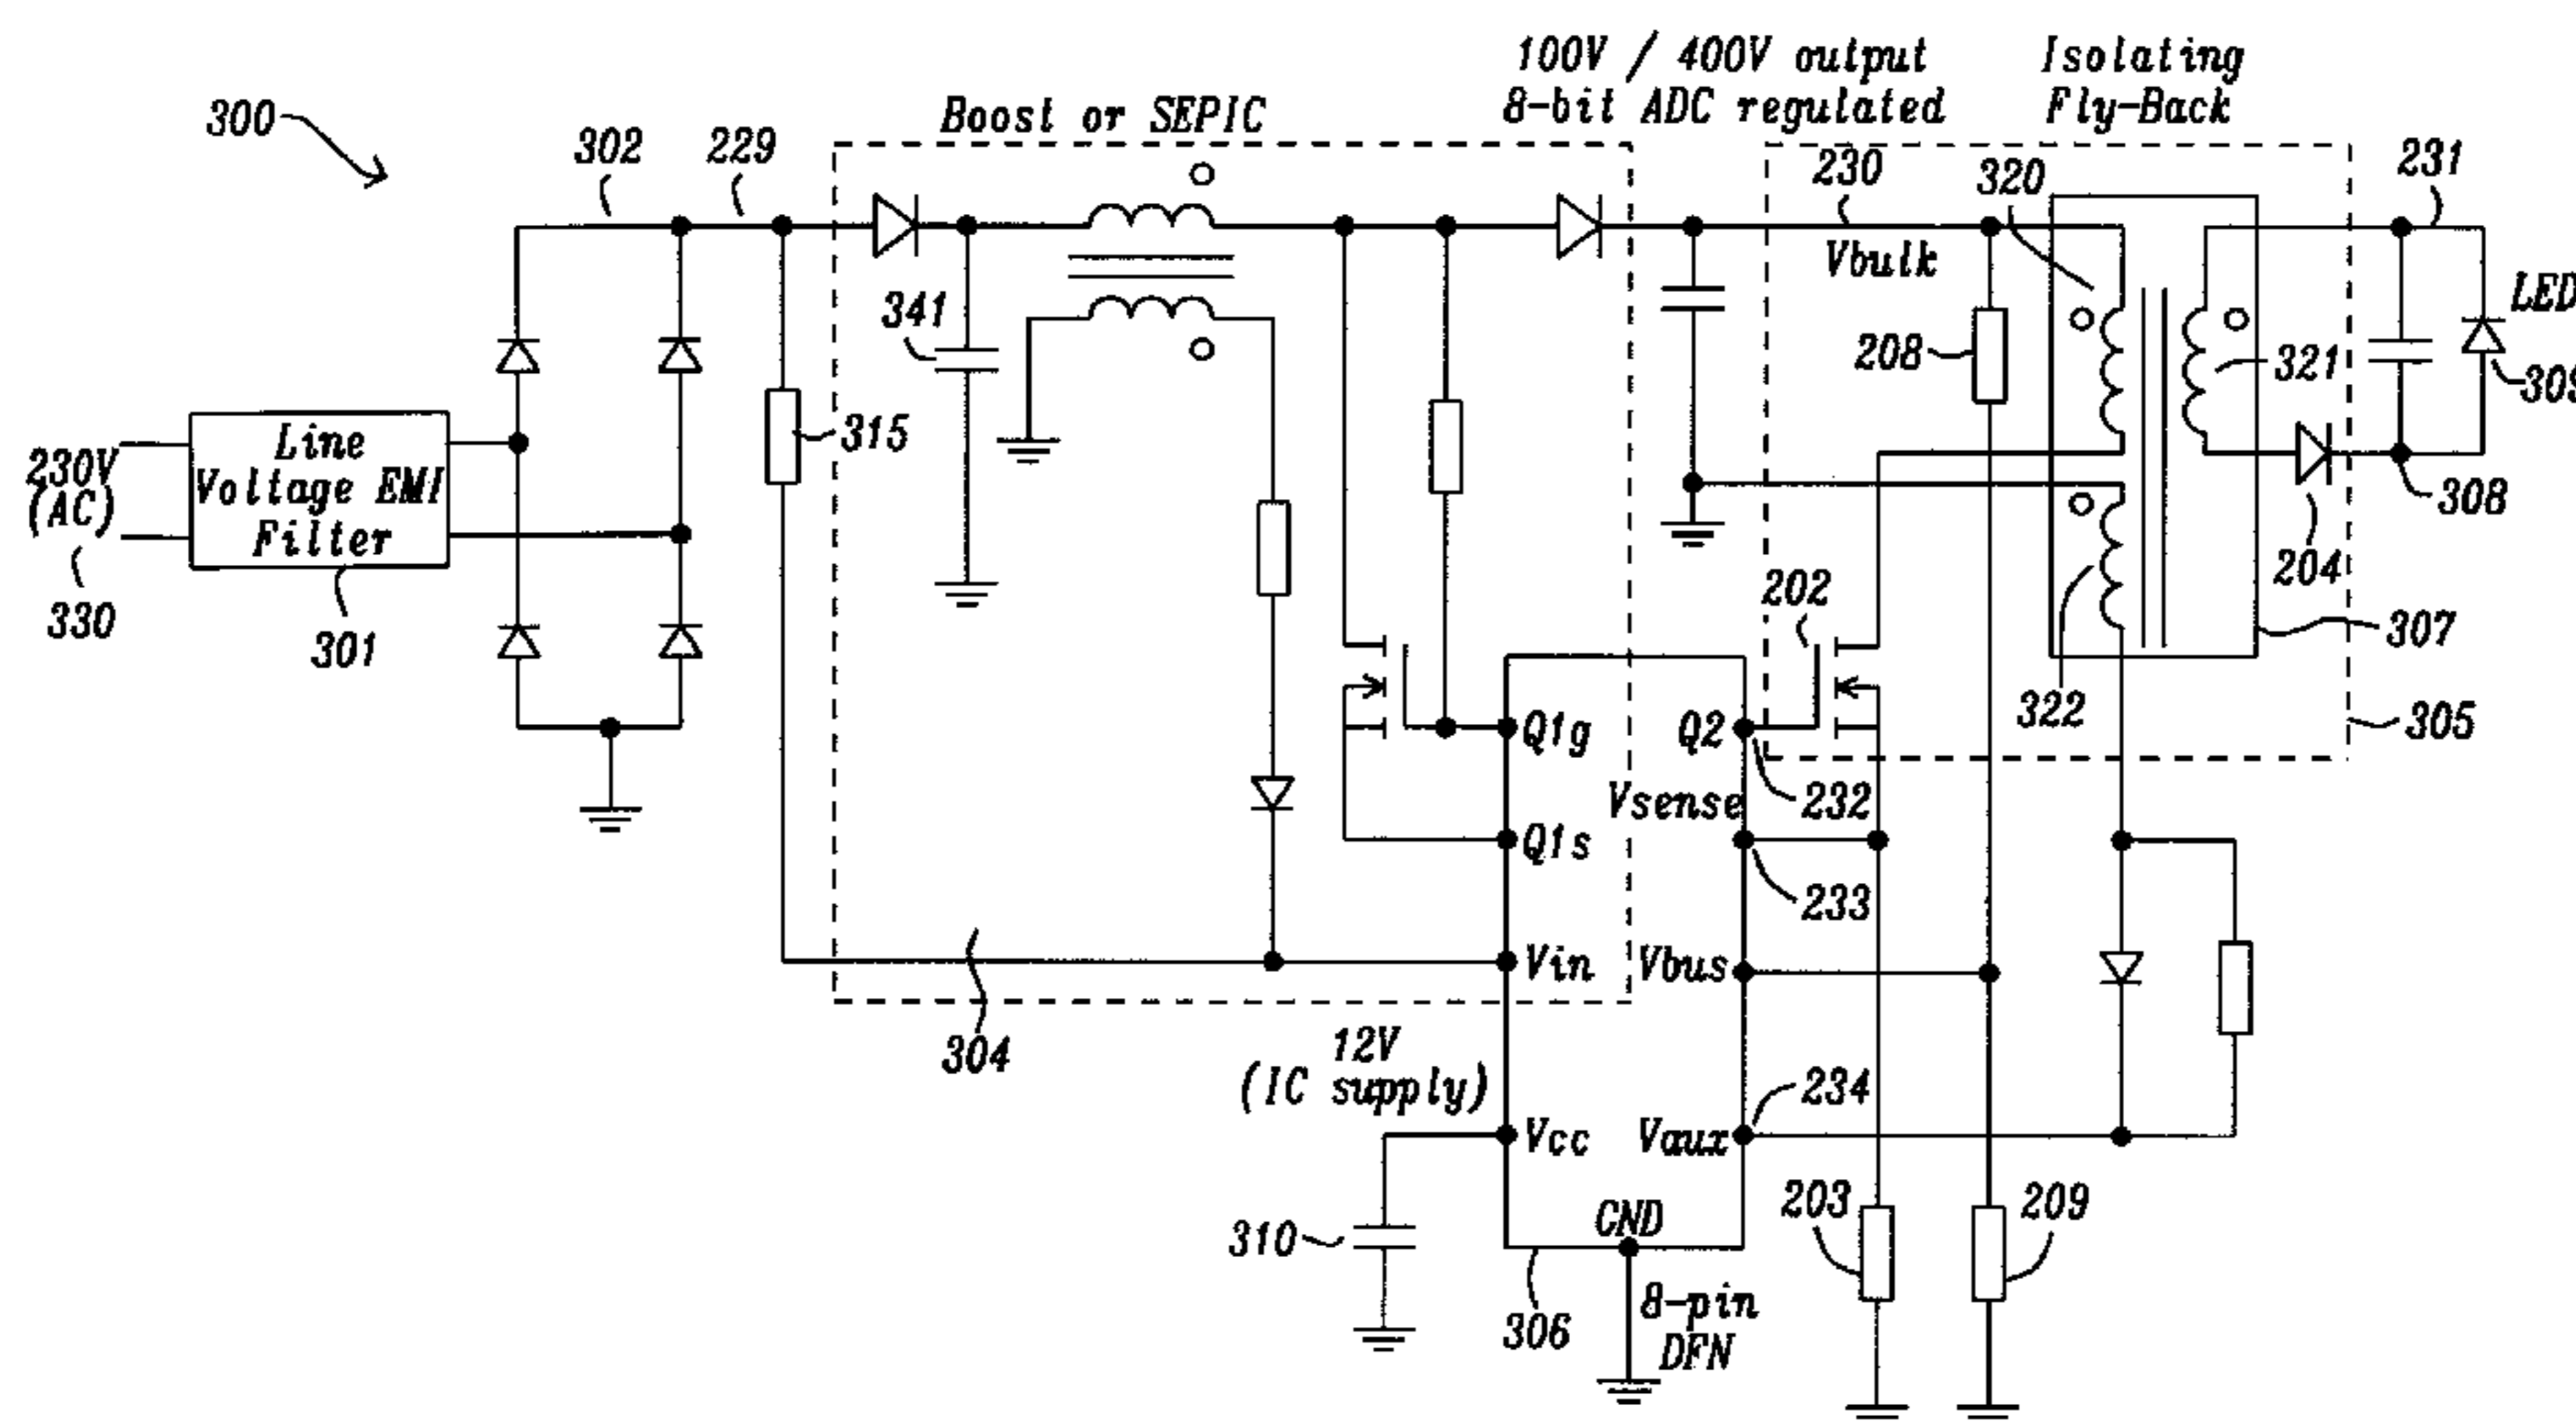 300
302
229
Boost or SEPIC
100V / 400V output
8-bit ADC regulated
Isolating
Fly-Back
230
Vbulk
320
231
LED
341
208
321
309
315
230V
(AC)
330
Line
Voltage EMI
Filter
301
308
204
202
307
322
305
Q1g
Q2
Vsense
232
Q1s
233
Vin
Vbus
304
12V
(IC supply)
234
Vcc
Vaux
310
GND
203
209
306
8-pin
DFN